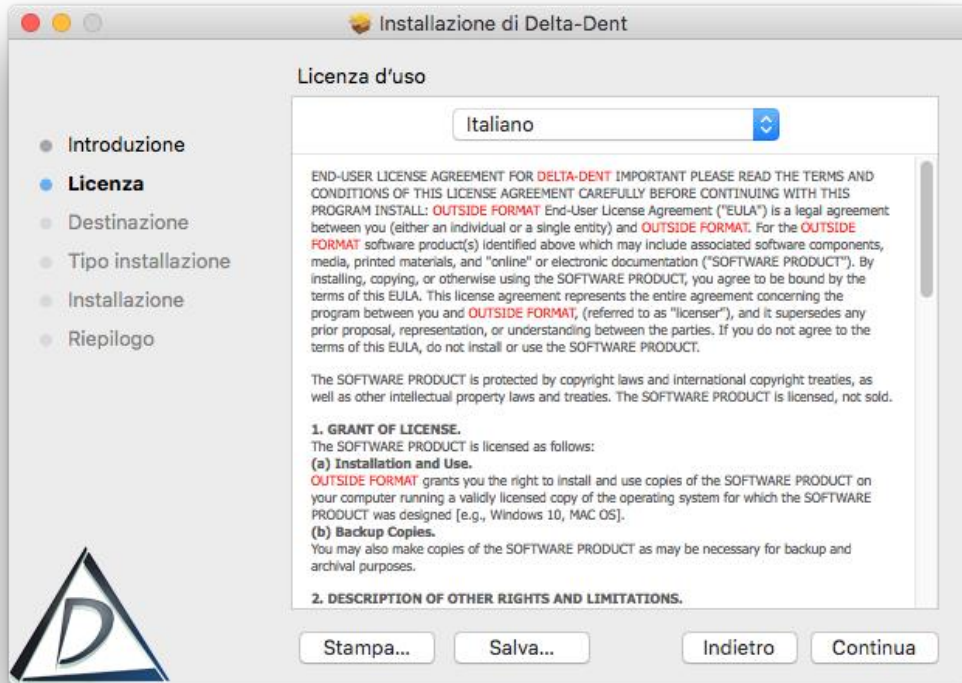 Installazione di Delta-Dent
Licenza d'uso
Italiano
Introduzione
Licenza
Destinazione
Tipo installazione
Installazione
Riepilogo
END-USER LICENSE AGREEMENT FOR DELTA-DENT IMPORTANT PLEASE READ THE TERMS AND
CONDITIONS OF THIS LICENSE AGREEMENT CAREFULLY BEFORE CONTINUING WITH THIS
PROGRAM INSTALL: OUTSIDE FORMAT End-User License Agreement ("EULA") is a legal agreement
between you (either an individual or a single entity) and OUTSIDE FORMAT. For the OUTSIDE
FORMAT software product(s) identified above which may include associated software components,
media, printed materials, and "online" or electronic documentation ("SOFTWARE PRODUCT"). By
installing, copying, or otherwise using the SOFTWARE PRODUCT, you agree to be bound by the
terms of this EULA. This license agreement represents the entire agreement concerning the
program between you and OUTSIDE FORMAT, (referred to as "licenser"), and it supersedes any
prior proposal, representation, or understanding between the parties. If you do not agree to the
terms of this EULA, do not install or use the SOFTWARE PRODUCT.
The SOFTWARE PRODUCT is protected by copyright laws and international copyright treaties, as
well as other intellectual property laws and treaties. The SOFTWARE PRODUCT is licensed, not sold.
1. GRANT OF LICENSE.
The SOFTWARE PRODUCT is licensed as follows:
(a) Installation and Use.
OUTSIDE FORMAT grants you the right to install and use copies of the SOFTWARE PRODUCT on
your computer running a validly licensed copy of the operating system for which the SOFTWARE
PRODUCT was designed [e.g., Windows 10, MAC OS].
(b) Backup Copies.
You may also make copies of the SOFTWARE PRODUCT as may be necessary for backup and
archival purposes.
2. DESCRIPTION OF OTHER RIGHTS AND LIMITATIONS.
D
Stampa...
Salva...
Indietro
Continua